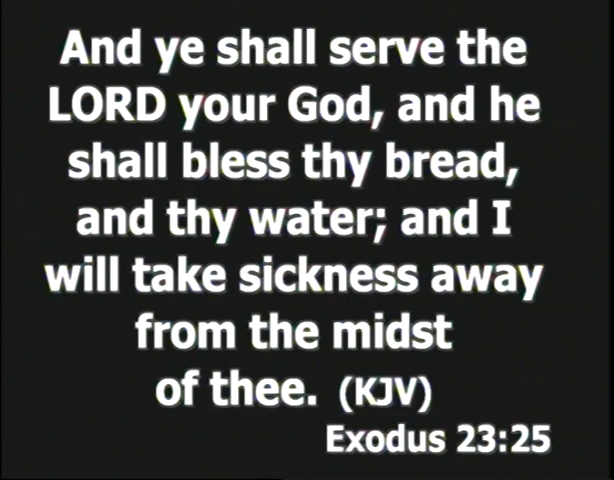 And ye shall serve the
LORD your God, and he
shall bless thy bread,
and thy water; and I
will take sickness away
from the midst
of thee. (KJV)
Exodus 23:25